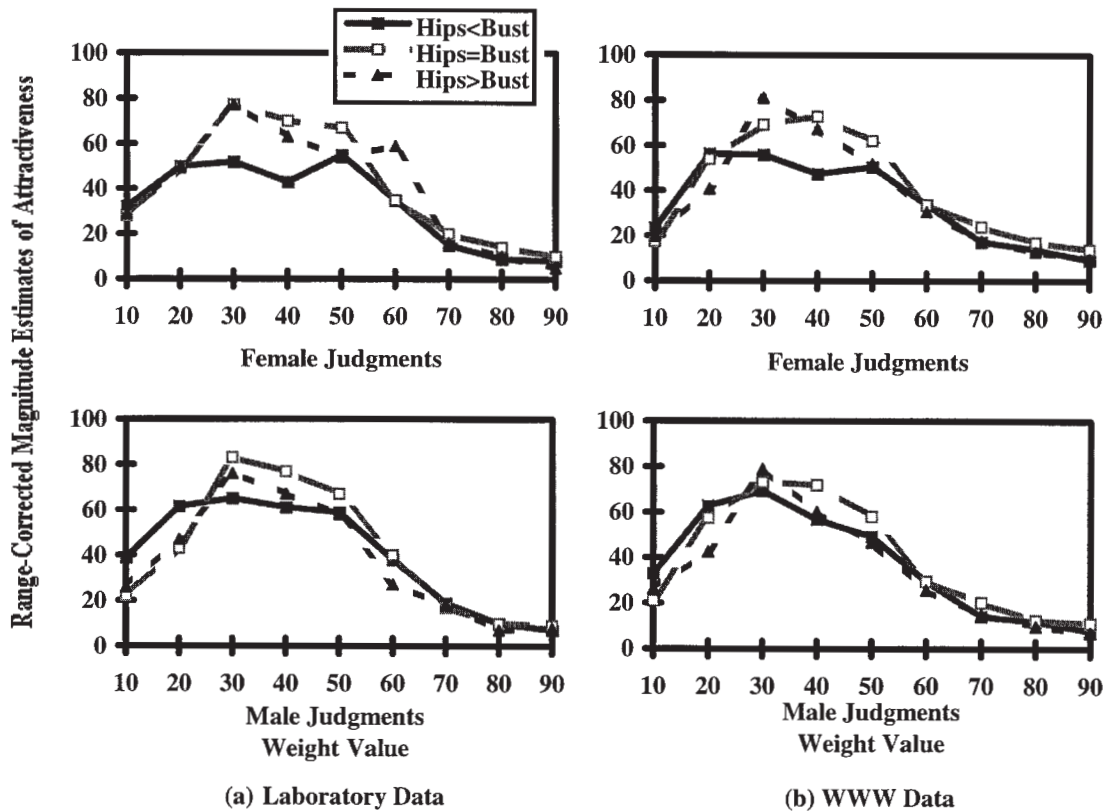 Range-Corrected Magnitude Estimates of Attractiveness
Hips<Bust
Hips=Bust
Hips>Bust
100
80
60
40
20
0
10 20 30 40 50 60 70 80 90
Female Judgments
100
80
60
40
20
0
10 20 30 40 50 60 70 80 90
Female Judgments
100
80
60
40
20
0
10 20 30 40 50 60 70 80 90
Male Judgments
Weight Value
(a) Laboratory Data
100
80
60
40
20
0
10 20 30 40 50 60 70 80 90
Male Judgments
Weight Value
(b) WWW Data